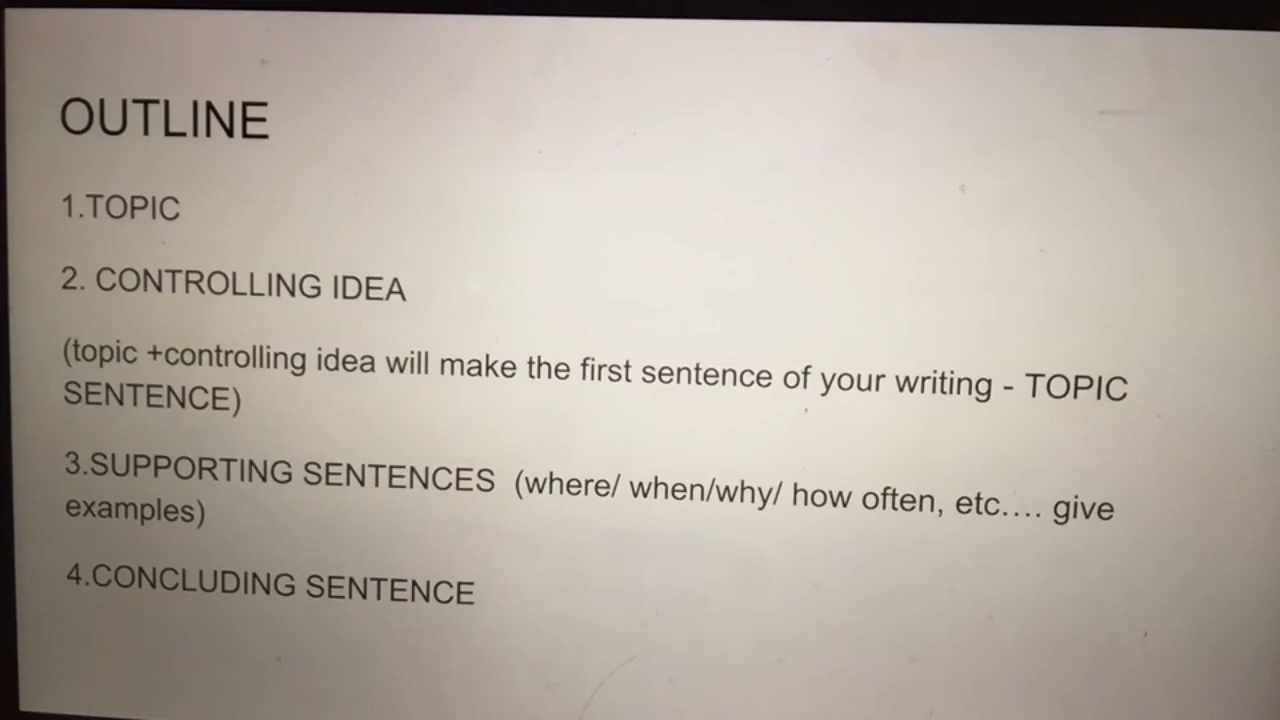 OUTLINE
1.TOPIC
2. CONTROLLING IDEA
(topic +controlling idea will make the first sentence of your writing - TOPIC
SENTENCE)
3.SUPPORTING SENTENCES (where/ when/why/ how often, etc.... give
examples)
4.CONCLUDING SENTENCE